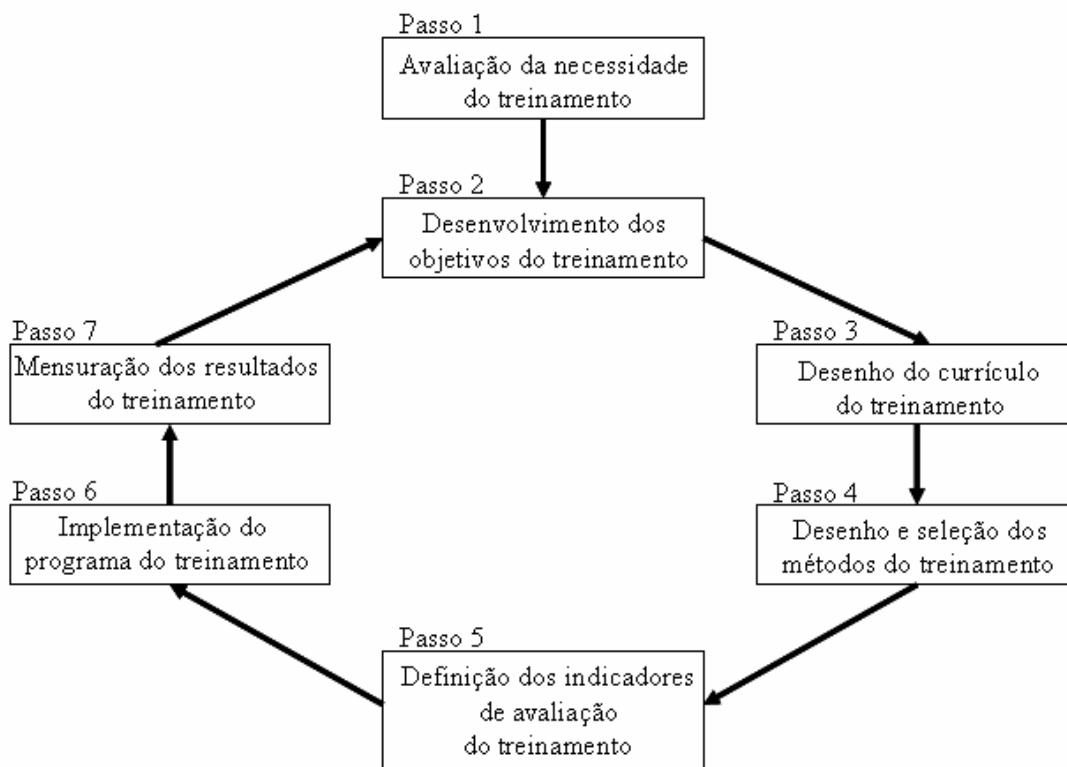 Passo 1
Avaliação da necessidade
do treinamento
Passo 2
Desenvolvimento dos
objetivos do treinamento
Passo 3
Desenho do currículo
do treinamento
Passo 4
Desenho e seleção dos
métodos do treinamento
Passo 5
Definição dos indicadores
de avaliação
do treinamento
Passo 6
Implementação do
programa do treinamento
Passo 7
Mensuração dos resultados
do treinamento